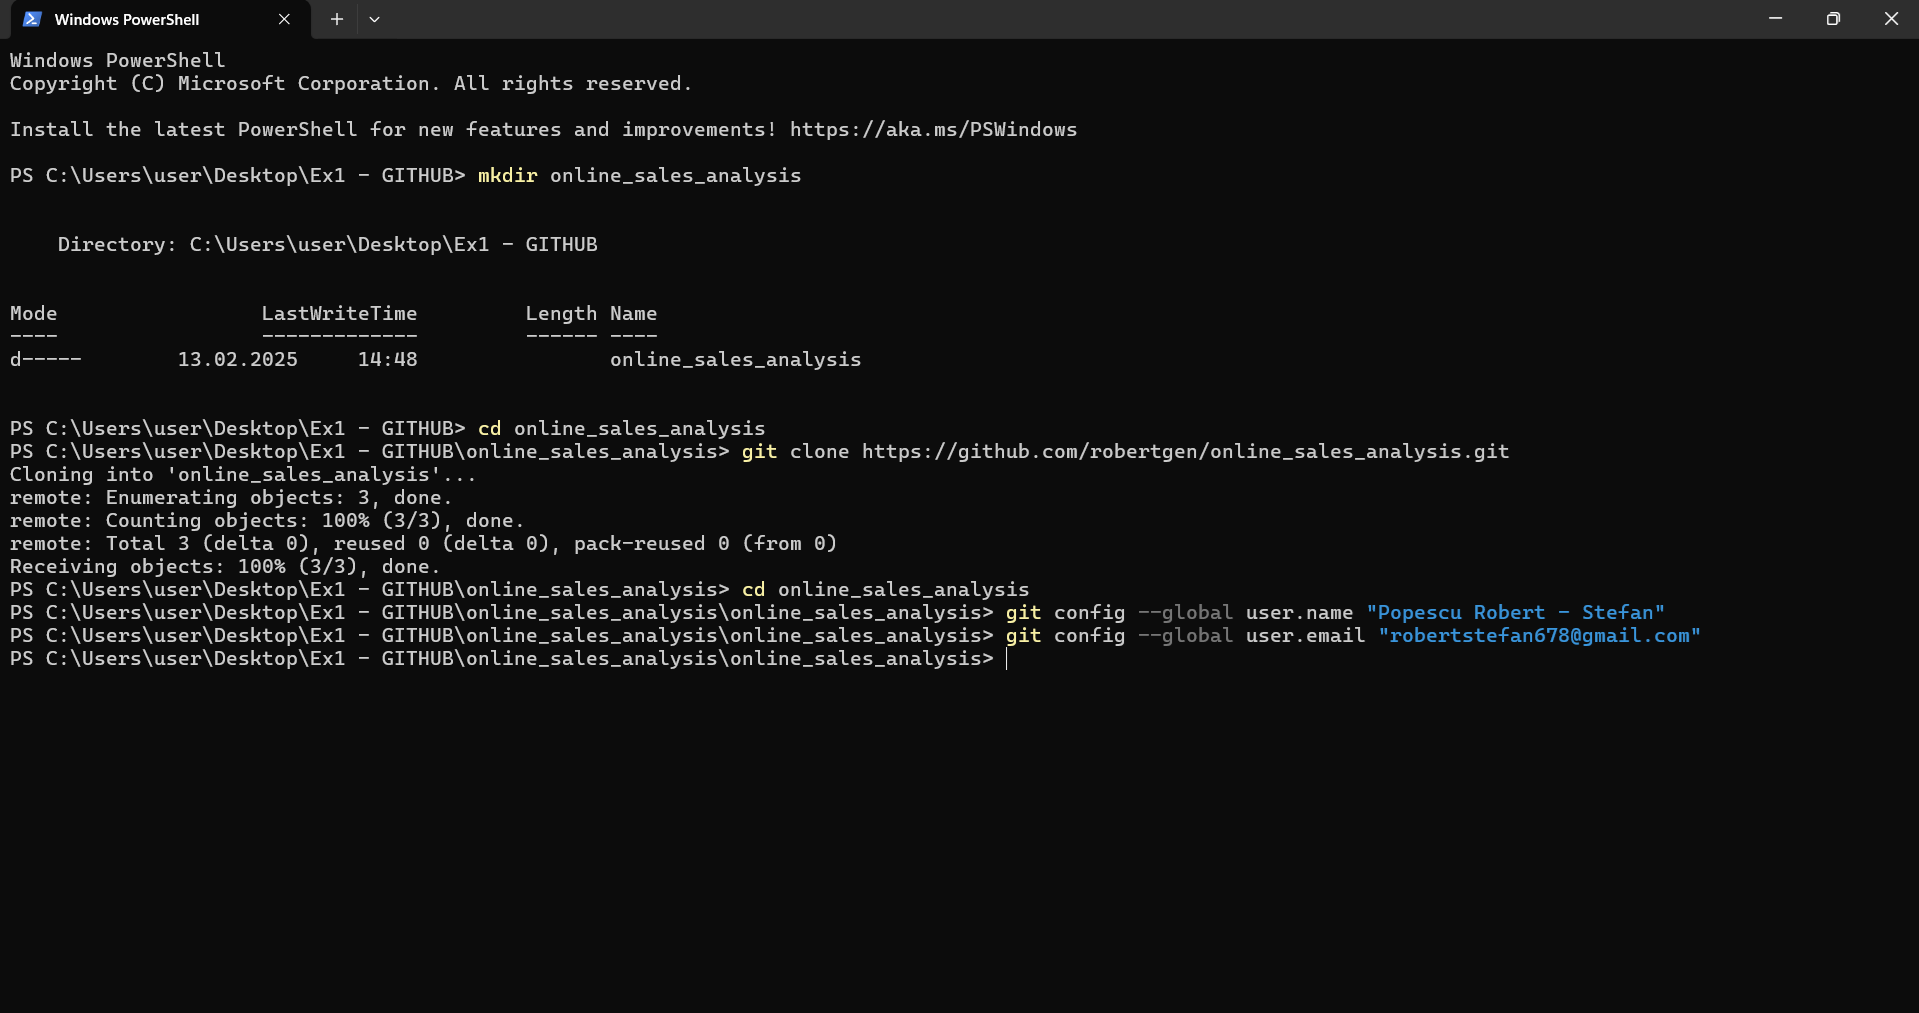 Windows PowerShell
Windows PowerShell
Copyright (C) Microsoft Corporation. All rights reserved.
Install the latest PowerShell for new features and improvements! https://aka.ms/PSWindows
PS C:\Users\user\Desktop\Ex1 - GITHUB> mkdir online_sales_analysis
    Directory: C:\Users\user\Desktop\Ex1 - GITHUB
Mode                 LastWriteTime         Length Name
----                 -------------         ------ ----
d-----        13.02.2025     14:48                online_sales_analysis
PS C:\Users\user\Desktop\Ex1 - GITHUB> cd online_sales_analysis
PS C:\Users\user\Desktop\Ex1 - GITHUB\online_sales_analysis> git clone https://github.com/robertgen/online_sales_analysis.git
Cloning into 'online_sales_analysis'...
remote: Enumerating objects: 3, done.
remote: Counting objects: 100% (3/3), done.
remote: Total 3 (delta 0), reused 0 (delta 0), pack-reused 0 (from 0)
Receiving objects: 100% (3/3), done.
PS C:\Users\user\Desktop\Ex1 - GITHUB\online_sales_analysis> cd online_sales_analysis
PS C:\Users\user\Desktop\Ex1 - GITHUB\online_sales_analysis\online_sales_analysis> git config --global user.name "Popescu Robert - Stefan"
PS C:\Users\user\Desktop\Ex1 - GITHUB\online_sales_analysis\online_sales_analysis> git config --global user.email "robertstefan678@gmail.com"
PS C:\Users\user\Desktop\Ex1 - GITHUB\online_sales_analysis\online_sales_analysis>